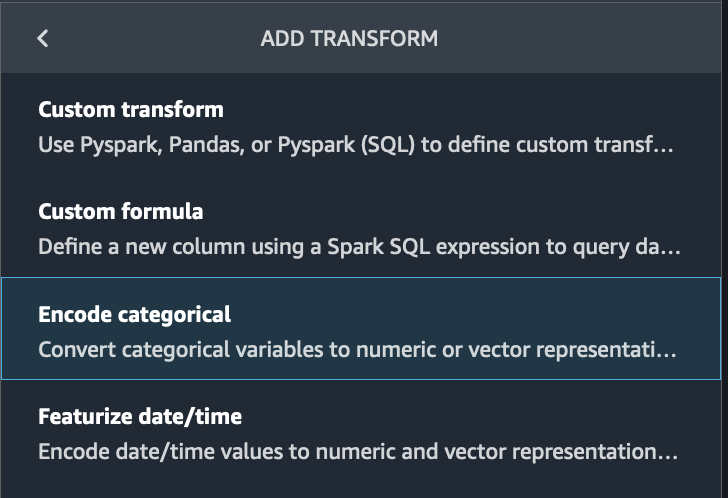 ADD TRANSFORM
Custom transform
Use Pyspark, Pandas, or Pyspark (SQL) to define custom transf...
Custom formula
Define a new column using a Spark SQL expression to query da...
Encode categorical
Convert categorical variables to numeric or vector representati...
Featurize date/time
Encode date/time values to numeric and vector representation...